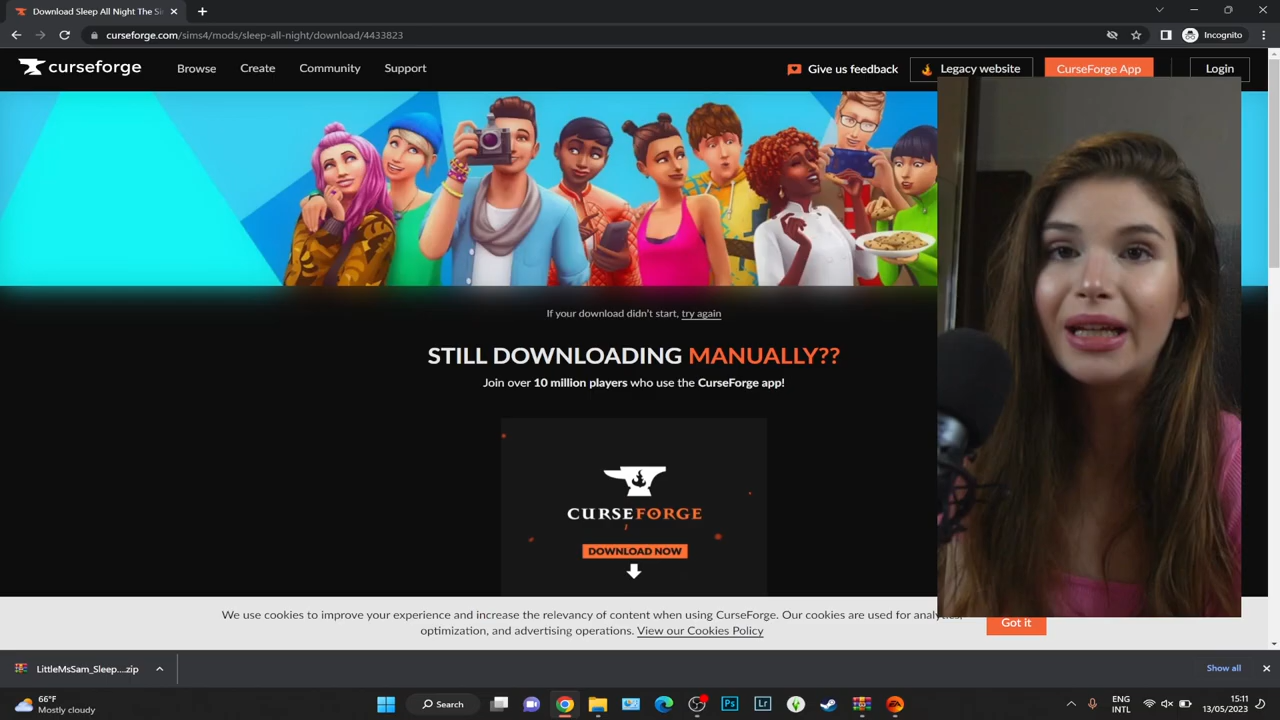 Download Sleep All Night The Si
curseforge.com/sims4/mods/sleep-all-night/download/4433823
Incognito
curseforge
Browse
Create
Community
Support
Give us feedback
Legacy website
CurseForge App
Login
If your download didn't start, try again
STILL DOWNLOADING MANUALLY??
Join over 10 million players who use the CurseForge app!
CURSEFORGE
DOWNLOAD NOW
We use cookies to improve your experience and increase the relevancy of content when using CurseForge. Our cookies are used for analytics,
optimization, and advertising operations. View our Cookies Policy
Got it
LittleMsSam_Sleep....zip
Show all
66°F
Mostly cloudy
Search
Ps
Lr
EA
ENG
INTL
15:11
13/05/2023